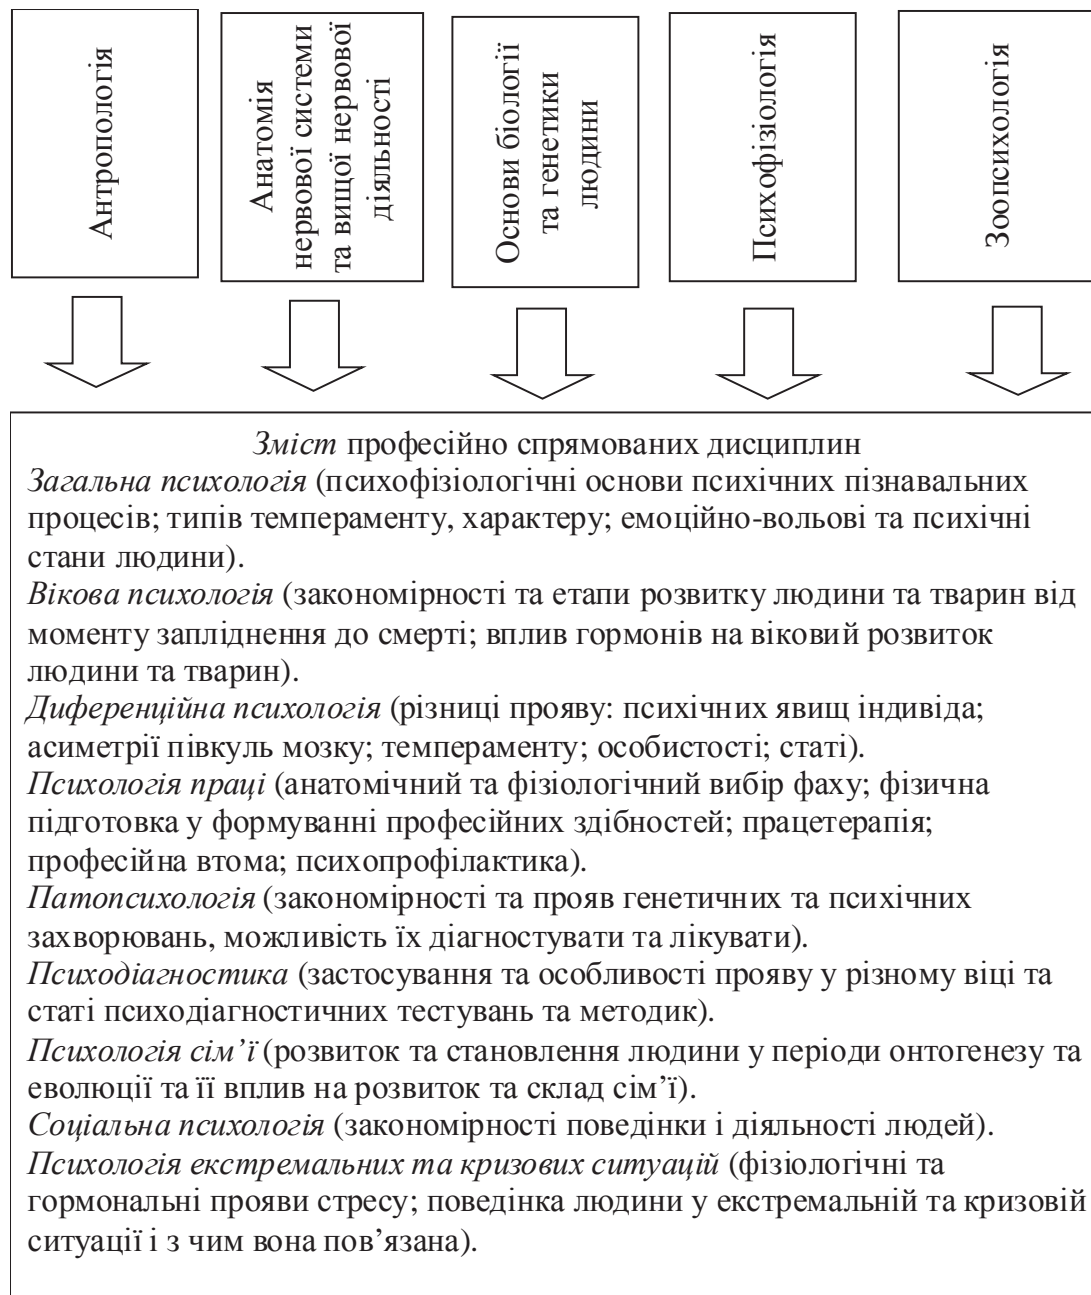 Антропологія
Анатомія
нервової системи
та вищої нервової
діяльності
Основи біології
та генетики
людини
Психофізіологія
Зоопсихологія
Зміст професійно спрямованих дисциплин
Загальна психологія (психофізіологічні основи психічних пізнавальних
процесів; типів темпераменту, характеру; емоційно-вольові та психічні
стани людини).
Вікова психологія (закономірності та етапи розвитку людини та тварин від
моменту запліднення до смерті; вплив гормонів на віковий розвиток
людини та тварин).
Диференційна психологія (різниці прояву: психічних явищ індивіда;
асиметрії півкуль мозку; темпераменту; особистості; статі).
Психологія праці (анатомічний та фізіологічний вибір фаху; фізична
підготовка у формуванні професійних здібностей; працетерапія;
професійна втома; психопрофілактика).
Патопсихологія (закономірності та прояв генетичних та психічних
захворювань, можливість їх діагностувати та лікувати).
Психодіагностика (застосування та особливості прояву у різному віці та
статі психодіагностичних тестувань та методик).
Психологія сім’ї (розвиток та становлення людини у періоди онтогенезу та
еволюції та її вплив на розвиток та склад сім’ї).
Соціальна психологія (закономірності поведінки і діяльності людей).
Психологія екстремальних та кризових ситуацій (фізіологічні та
гормональні прояви стресу; поведінка людини у екстремальній та кризовій
ситуації і з чим вона пов’язана).